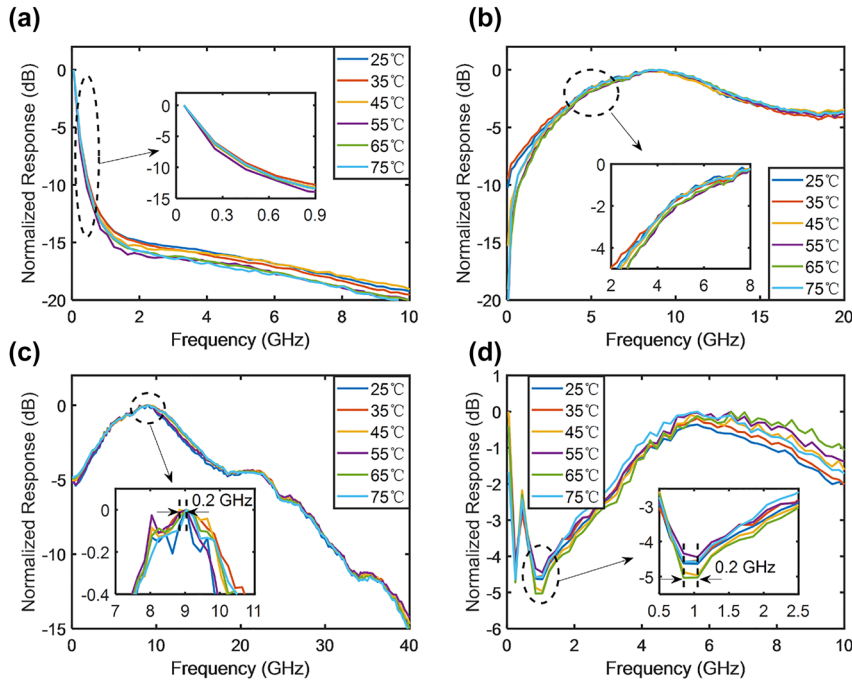 (a)
Normalized Response (dB)
0
-5
-10
-15
-20
0 2 4 6 8 10
Frequency (GHz)
25℃
35℃
45℃
55℃
65℃
75℃
0
-5
-10
-15
0 0.3 0.6 0.9
(b)
Normalized Response (dB)
0
-5
-10
-15
-20
0 5 10 15 20
Frequency (GHz)
25℃
35℃
45℃
55℃
65℃
75℃
0
-2
-4
2 4 6 8
(c)
Normalized Response (dB)
0
-5
-10
-15
0 10 20 30 40
Frequency (GHz)
25℃
35℃
45℃
55℃
65℃
75℃
0.2 GHz
0
-0.2
-0.4
7 8 9 10 11
(d)
Normalized Response (dB)
1
0
-1
-2
-3
-4
-5
-6
0 2 4 6 8 10
Frequency (GHz)
25℃
35℃
45℃
55℃
65℃
75℃
-3
-4
-5
0.2 GHz
0.5 1 1.5 2 2.5